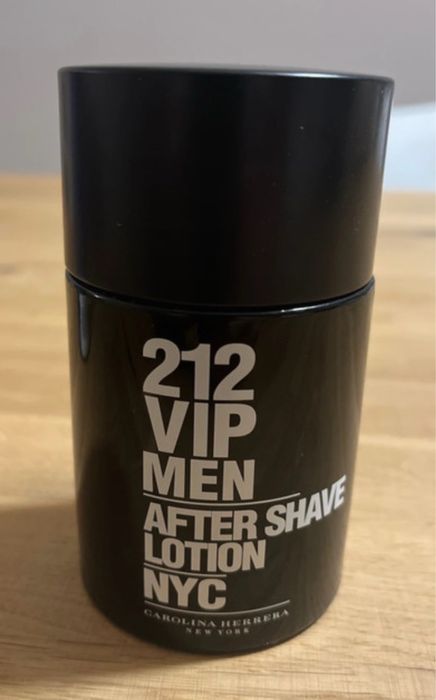 212
VIP
MEN
AFTER SHAVE
LOTION
NYC
CAROLINA HERRERA
NEW YORK